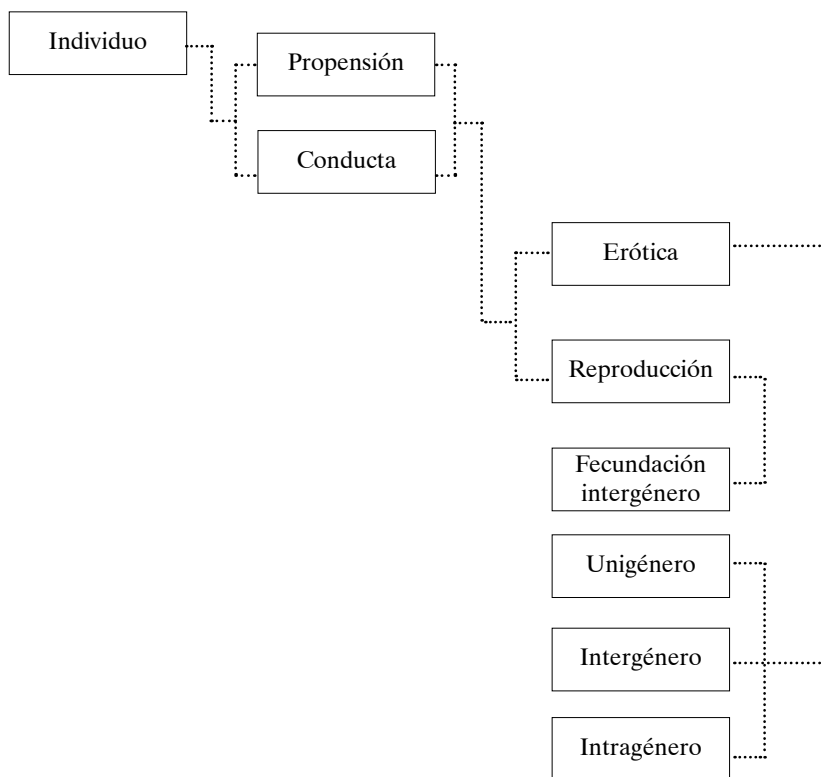 Individuo
Propensión
Conducta
Erótica
Reproducción
Fecundación
intergénero
Unigénero
Intergénero
Intragénero